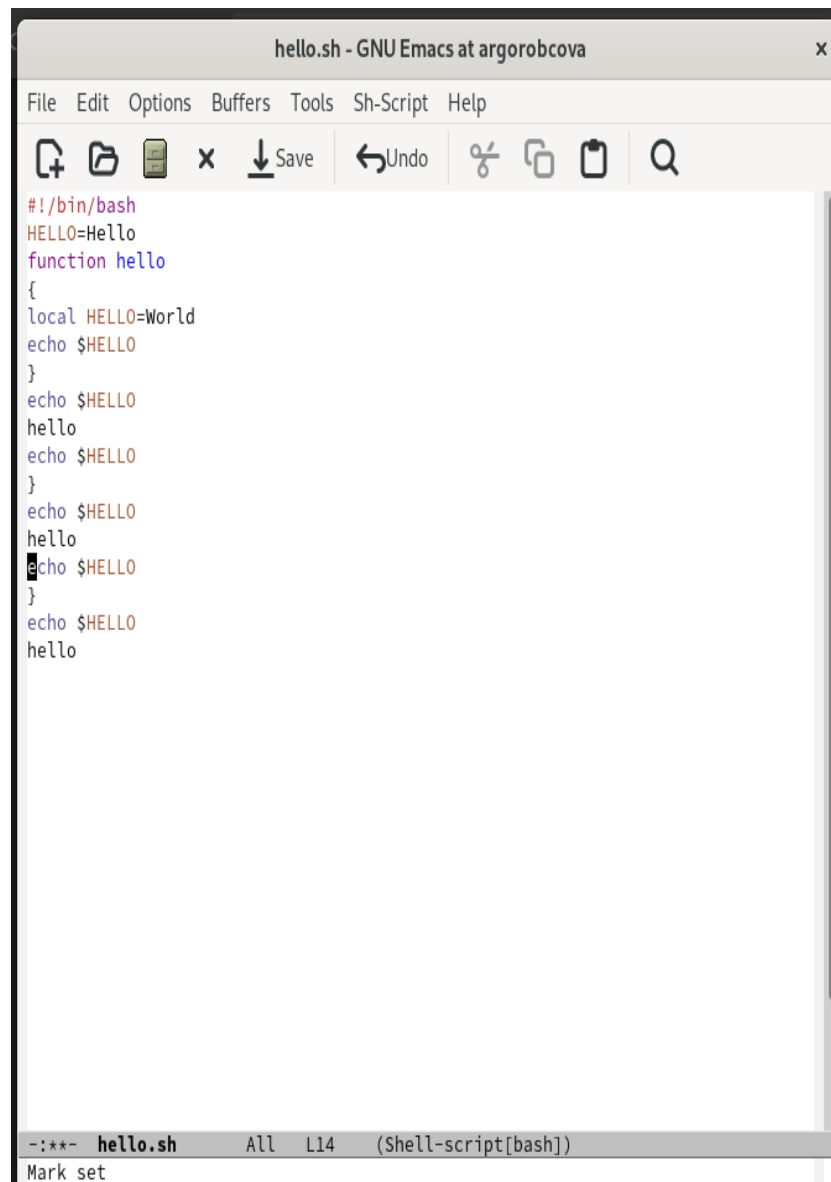 hello.sh - GNU Emacs at argorobcova
File Edit Options Buffers Tools Sh-Script Help
Save Undo
#!/bin/bash
HELLO=Hello
function hello
{
local HELLO=World
echo $HELLO
}
echo $HELLO
hello
echo $HELLO
}
echo $HELLO
hello
echo $HELLO
}
echo $HELLO
hello
-:**- hello.sh All L14 (Shell-script[bash])
Mark set